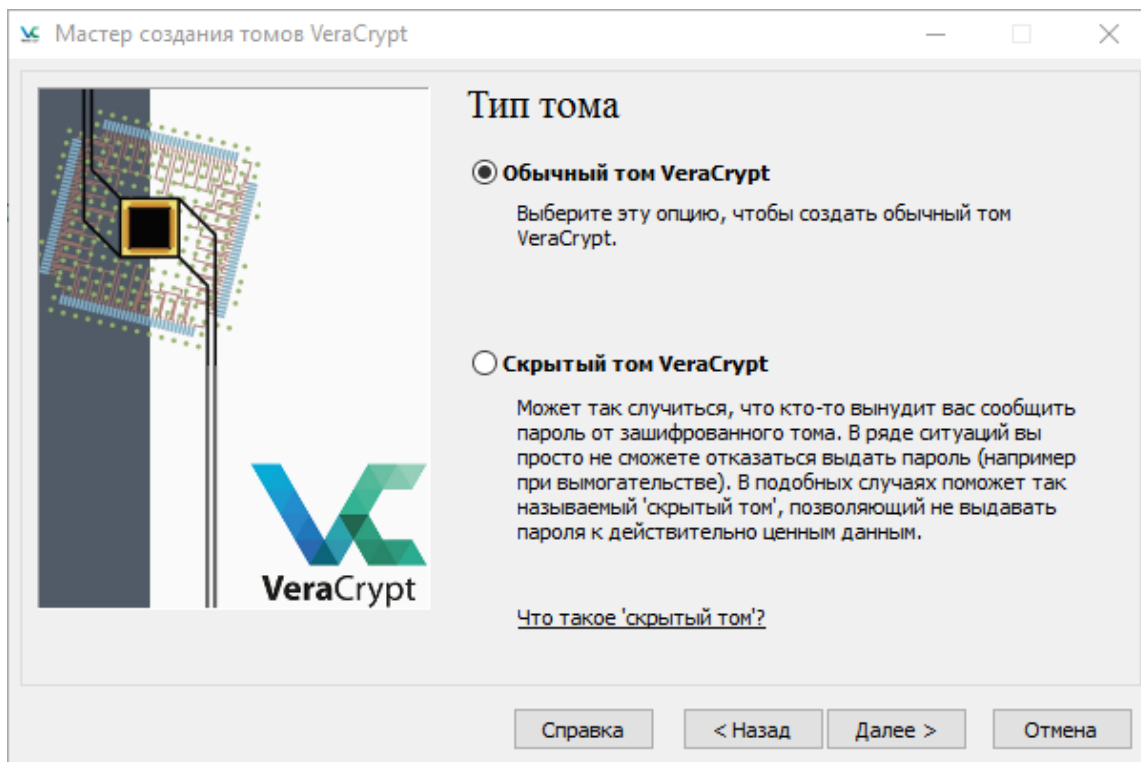 Мастер создания томов VeraCrypt
Тип тома
Обычный том VeraCrypt
Выберите эту опцию, чтобы создать обычный том
VeraCrypt.
Скрытый том VeraCrypt
Может так случиться, что кто-то вынудит вас сообщить
пароль от зашифрованного тома. В ряде ситуаций вы
просто не сможете отказаться выдать пароль (например
при вымогательстве). В подобных случаях поможет так
называемый 'скрытый том', позволяющий не выдавать
пароля к действительно ценным данным.
VeraCrypt
Что такое 'скрытый том'?
Справка
< Назад
Далее >
Отмена